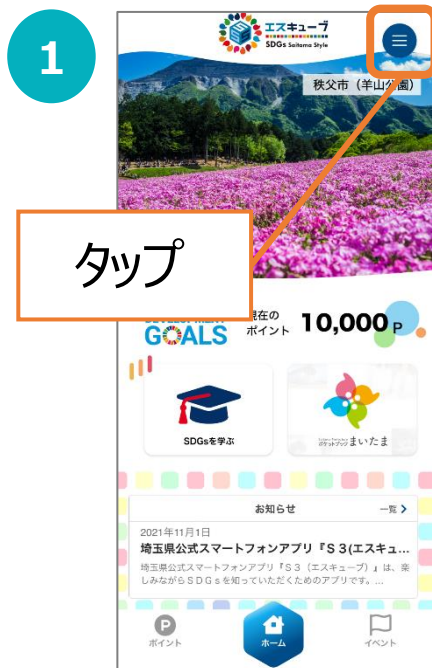 1
エスキューブ
SDGs Saitama Style
秩父市（羊山公園）
タップ
GOALS
現在の
ポイント
10,000 P
SDGsを学ぶ
まいたま
お知らせ
一覧
2021年11月1日
埼玉県公式スマートフォンアプリ『Ｓ３(エスキュ...
埼玉県公式スマートフォンアプリ『Ｓ３（エスキューブ）』は、楽
しみながらＳＤＧｓを知っていただくためのアプリです。...
P
ポイント
ホーム
イベント